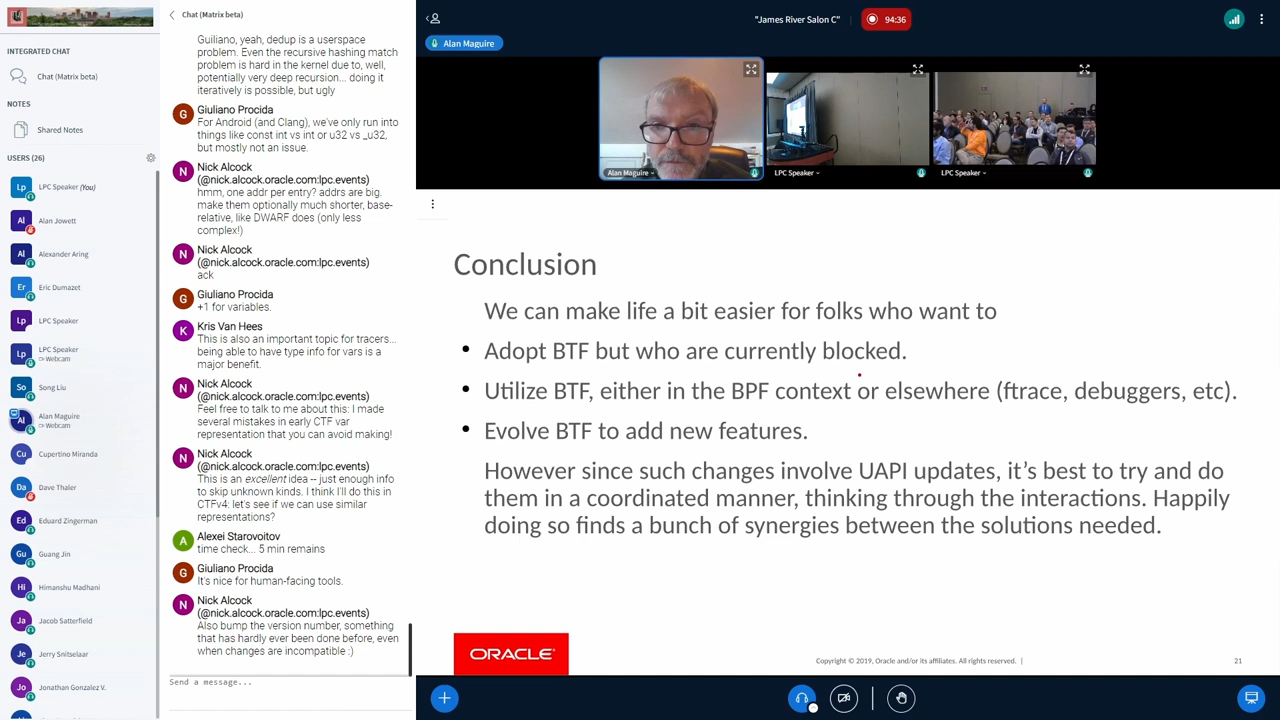 INTEGRATED CHAT
Chat (Matrix beta)
NOTES
Shared Notes
USERS (26)
Lp LPC Speaker (You)
Al Alan Jowett
Al Alexander Aring
Er Eric Dumazet
Lp LPC Speaker
Lp LPC Speaker
Webcam
So Song Liu
Al Alan Maguire
Webcam
Cu Cupertino Miranda
Da Dave Thaler
Ed Eduard Zingerman
Gu Guang Jin
Hi Himanshu Madhani
Ja Jacob Satterfield
Je Jerry Snitselaar
Jo Jonathan Gonzalez V.
Chat (Matrix beta)
Guiliano, yeah, dedup is a userspace
problem. Even the recursive hashing match
problem is hard in the kernel due to, well,
potentially very deep recursion... doing it
iteratively is possible, but ugly
G Giuliano Procida
For Android (and Clang), we've only run into
things like const int vs int or u32 vs _u32,
but mostly not an issue.
N Nick Alcock
(@nick.alcock.oracle.com:lpc.events)
hmm, one addr per entry? addrs are big.
make them optionally much shorter, base-
relative, like DWARF does (only less
complex!)
N Nick Alcock
(@nick.alcock.oracle.com:lpc.events)
ack
G Giuliano Procida
+1 for variables.
K Kris Van Hees
This is also an important topic for tracers...
being able to have type info for vars is a
major benefit.
N Nick Alcock
(@nick.alcock.oracle.com:lpc.events)
Feel free to talk to me about this: I made
several mistakes in early CTF var
representation that you can avoid making!
N Nick Alcock
(@nick.alcock.oracle.com:lpc.events)
This is an excellent idea -- just enough info
to skip unknown kinds. I think I'll do this in
CTFv4: let's see if we can use similar
representations?
A Alexei Starovoitov
time check... 5 min remains
G Giuliano Procida
It's nice for human-facing tools.
N Nick Alcock
(@nick.alcock.oracle.com:lpc.events)
Also bump the version number, something
that has hardly ever been done before, even
when changes are incompatible :)
Send a message...
"James River Salon C"
94:36
Alan Maguire
Alan Maguire
LPC Speaker
LPC Speaker
Conclusion
We can make life a bit easier for folks who want to
• Adopt BTF but who are currently blocked.
• Utilize BTF, either in the BPF context or elsewhere (ftrace, debuggers, etc).
• Evolve BTF to add new features.
However since such changes involve UAPI updates, it’s best to try and do
them in a coordinated manner, thinking through the interactions. Happily
doing so finds a bunch of synergies between the solutions needed.
ORACLE
Copyright © 2019, Oracle and/or its affiliates. All rights reserved. |
21